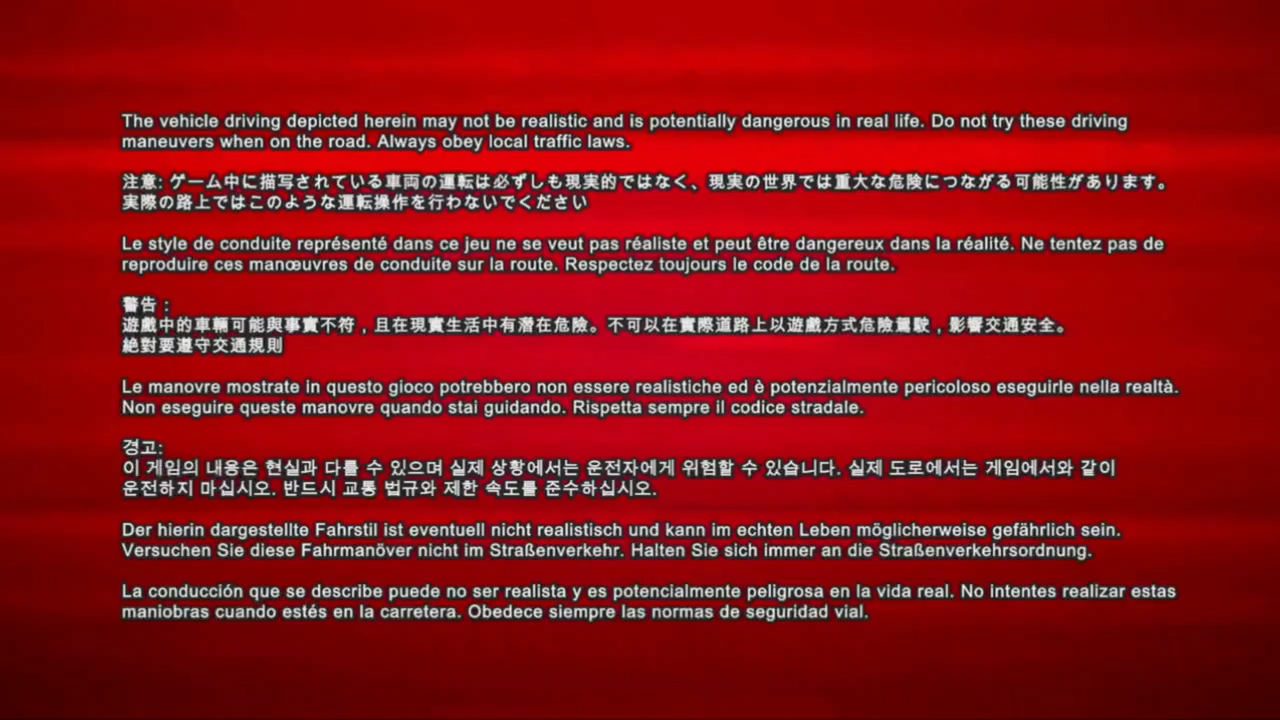 The vehicle driving depicted herein may not be realistic and is potentially dangerous in real life. Do not try these driving
maneuvers when on the road. Always obey local traffic laws.
注意: ゲーム中に描写されている車両の運転は必ずしも現実的ではなく、現実の世界では重大な危険につながる可能性があります。
実際の路上ではこのような運転操作を行わないでください
Le style de conduite représenté dans ce jeu ne se veut pas réaliste et peut être dangereux dans la réalité. Ne tentez pas de
reproduire ces manœuvres de conduite sur la route. Respectez toujours le code de la route.
警告：
遊戲中的車輛可能與事實不符，且在現實生活中有潛在危險。不可以在實際道路上以遊戲方式危險駕駛，影響交通安全。
絕對要遵守交通規則
Le manovre mostrate in questo gioco potrebbero non essere realistiche ed è potenzialmente pericoloso eseguirle nella realtà.
Non eseguire queste manovre quando stai guidando. Rispetta sempre il codice stradale.
경고:
이 게임의 내용은 현실과 다를 수 있으며 실제 상황에서는 운전자에게 위험할 수 있습니다. 실제 도로에서는 게임에서와 같이
운전하지 마십시오. 반드시 교통 법규와 제한 속도를 준수하십시오.
Der hierin dargestellte Fahrstil ist eventuell nicht realistisch und kann im echten Leben möglicherweise gefährlich sein.
Versuchen Sie diese Fahrmanöver nicht im Straßenverkehr. Halten Sie sich immer an die Straßenverkehrsordnung.
La conducción que se describe puede no ser realista y es potencialmente peligrosa en la vida real. No intentes realizar estas
maniobras cuando estés en la carretera. Obedece siempre las normas de seguridad vial.